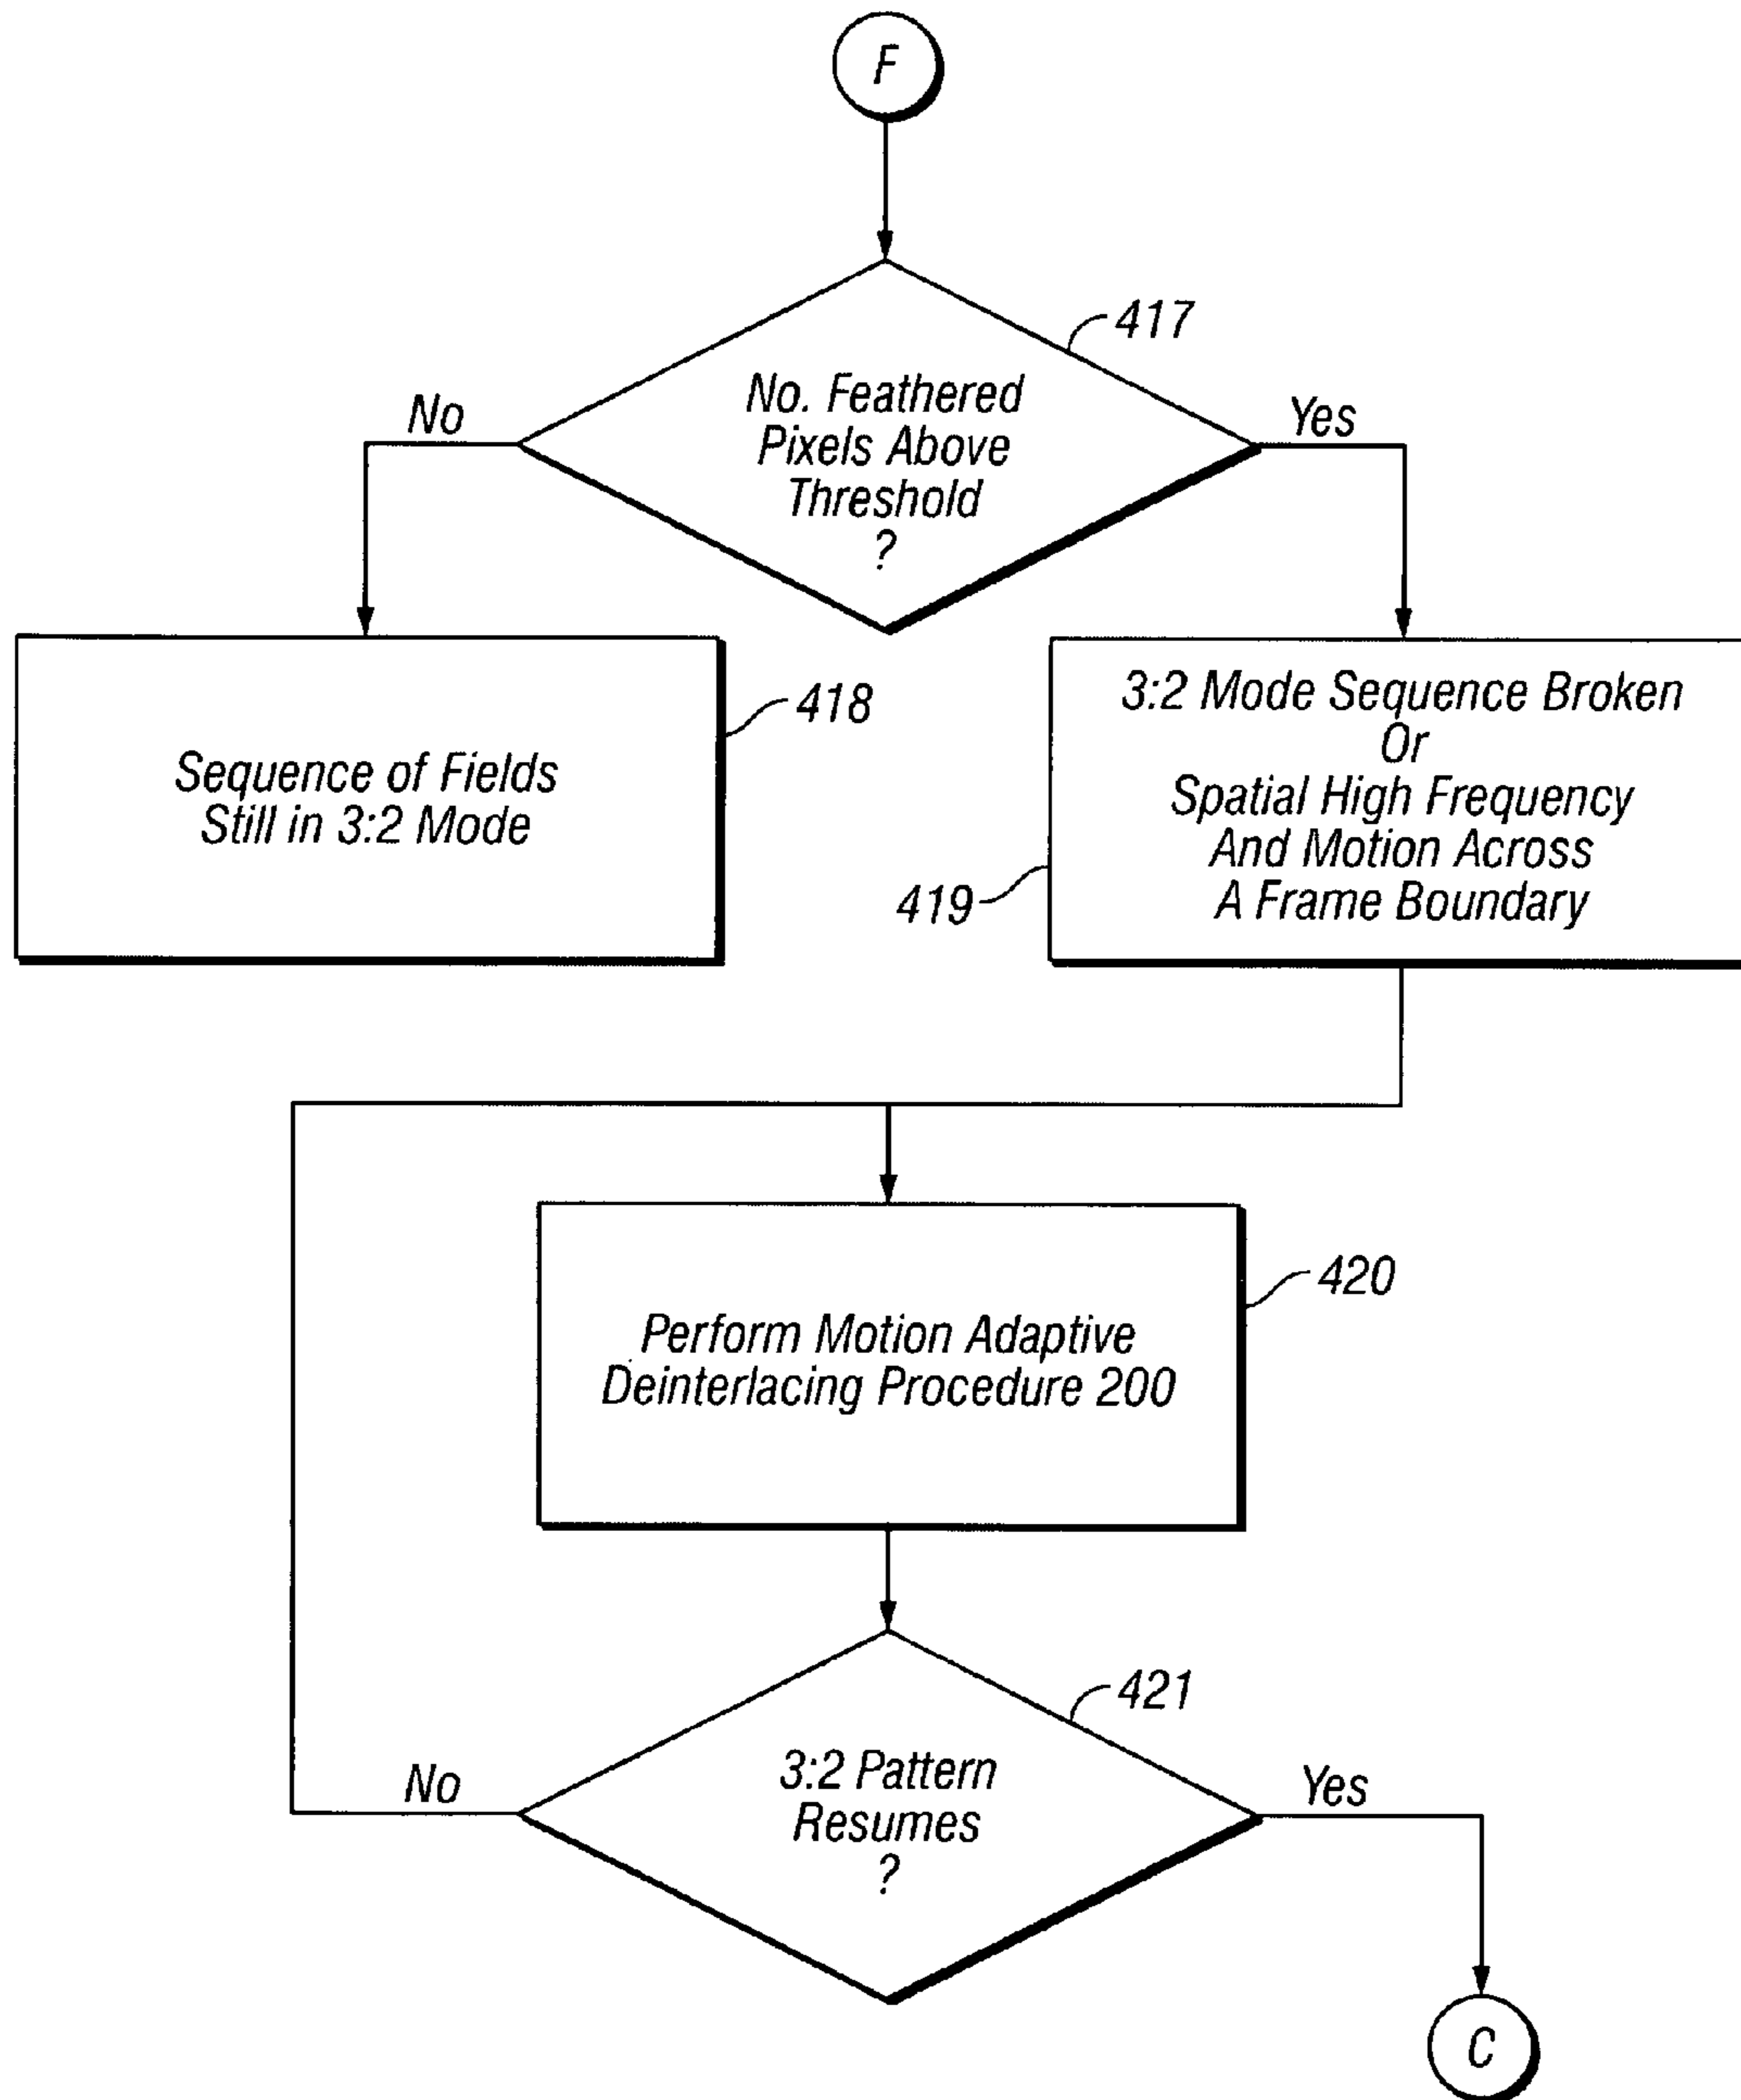 F
417
No. Feathered
Pixels Above
Threshold
?
No
Yes
418
Sequence of Fields
Still in 3:2 Mode
3:2 Mode Sequence Broken
Or
Spatial High Frequency
And Motion Across
A Frame Boundary
419
420
Perform Motion Adaptive
Deinterlacing Procedure 200
421
3:2 Pattern
Resumes
?
No
Yes
C